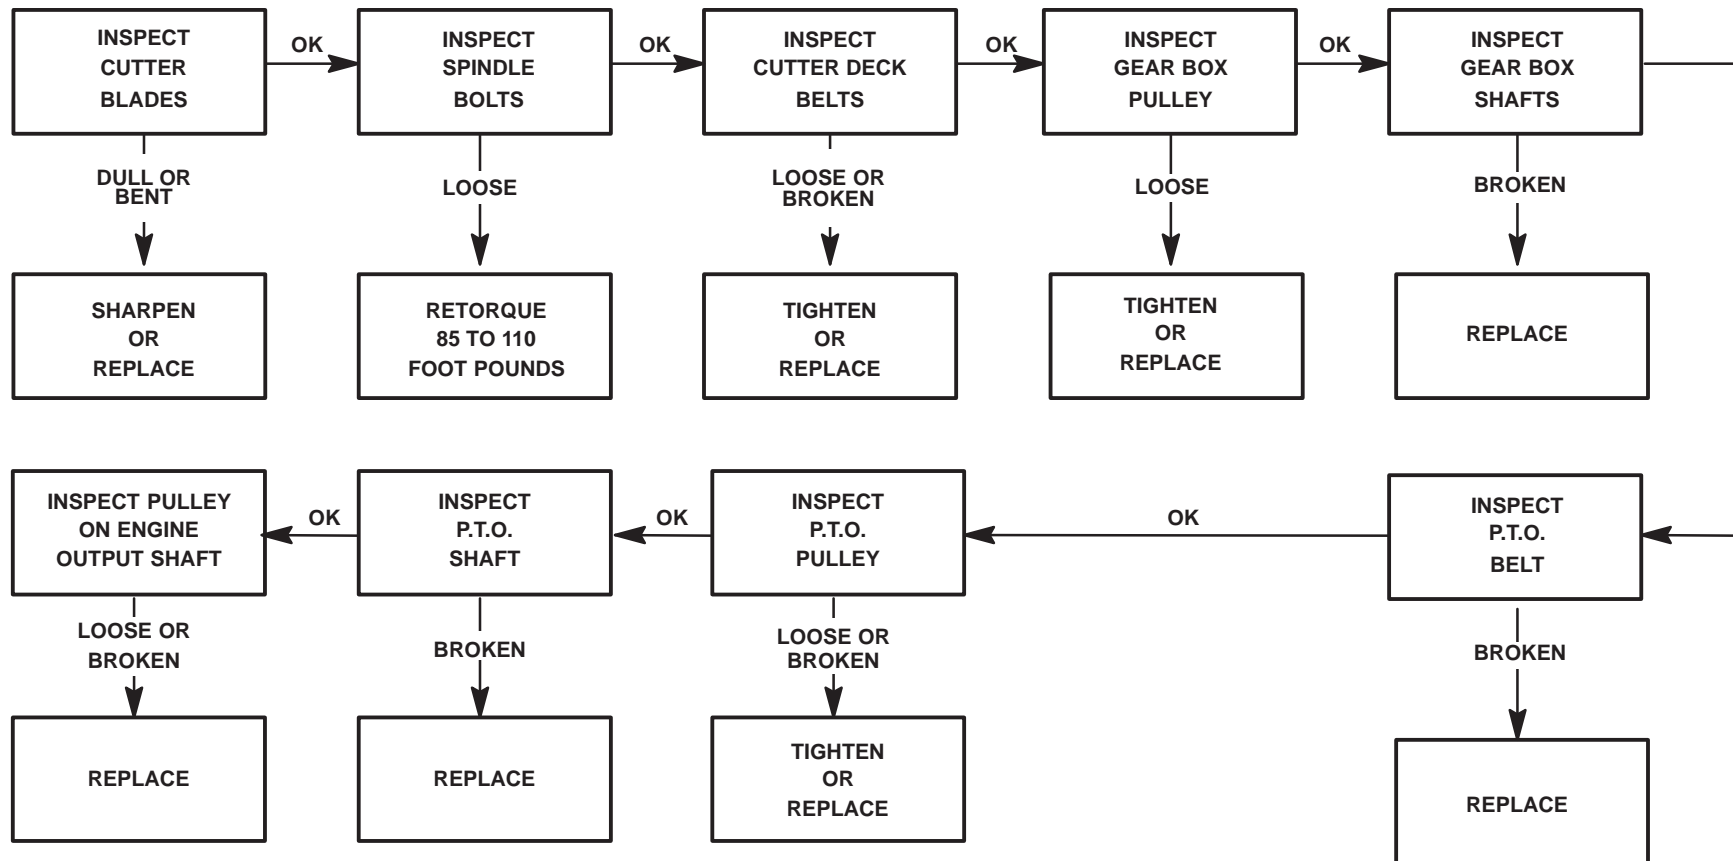 INSPECT
CUTTER
BLADES
OK
INSPECT
SPINDLE
BOLTS
OK
INSPECT
CUTTER DECK
BELTS
OK
INSPECT
GEAR BOX
PULLEY
OK
INSPECT
GEAR BOX
SHAFTS
DULL OR
BENT
LOOSE
LOOSE OR
BROKEN
LOOSE
BROKEN
SHARPEN
OR
REPLACE
RETORQUE
85 TO 110
FOOT POUNDS
TIGHTEN
OR
REPLACE
TIGHTEN
OR
REPLACE
REPLACE
INSPECT PULLEY
ON ENGINE
OUTPUT SHAFT
OK
INSPECT
P.T.O.
SHAFT
OK
INSPECT
P.T.O.
PULLEY
OK
INSPECT
P.T.O.
BELT
LOOSE OR
BROKEN
BROKEN
LOOSE OR
BROKEN
BROKEN
REPLACE
REPLACE
TIGHTEN
OR
REPLACE
REPLACE